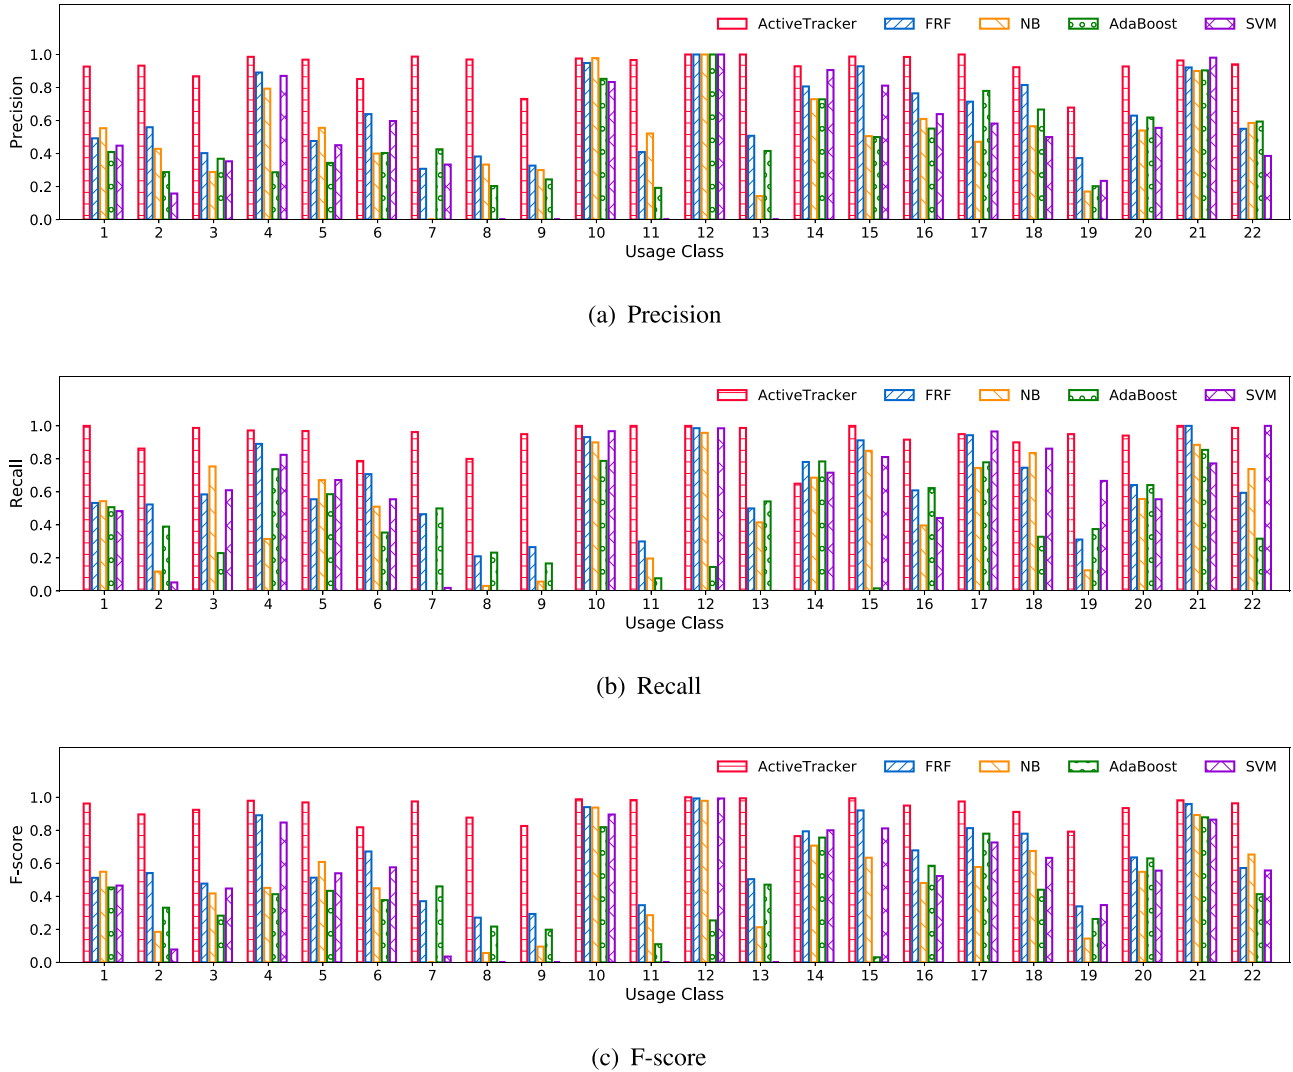 ActiveTracker FRF NB AdaBoost SVM
1.0
0.8
0.6
0.4
0.2
0.0
Precision
1 2 3 4 5 6 7 8 9 10 11 12 13 14 15 16 17 18 19 20 21 22
Usage Class
(a) Precision
ActiveTracker FRF NB AdaBoost SVM
1.0
0.8
0.6
0.4
0.2
0.0
Recall
1 2 3 4 5 6 7 8 9 10 11 12 13 14 15 16 17 18 19 20 21 22
Usage Class
(b) Recall
ActiveTracker FRF NB AdaBoost SVM
1.0
0.8
0.6
0.4
0.2
0.0
F-score
1 2 3 4 5 6 7 8 9 10 11 12 13 14 15 16 17 18 19 20 21 22
Usage Class
(c) F-score